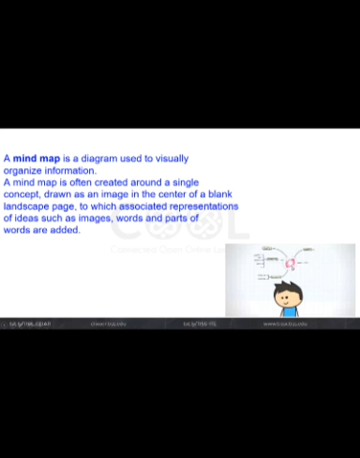 A mind map is a diagram used to visually
organize information.
A mind map is often created around a single
concept, drawn as an image in the center of a blank
landscape page, to which associated representations
of ideas such as images, words and parts of
words are added.